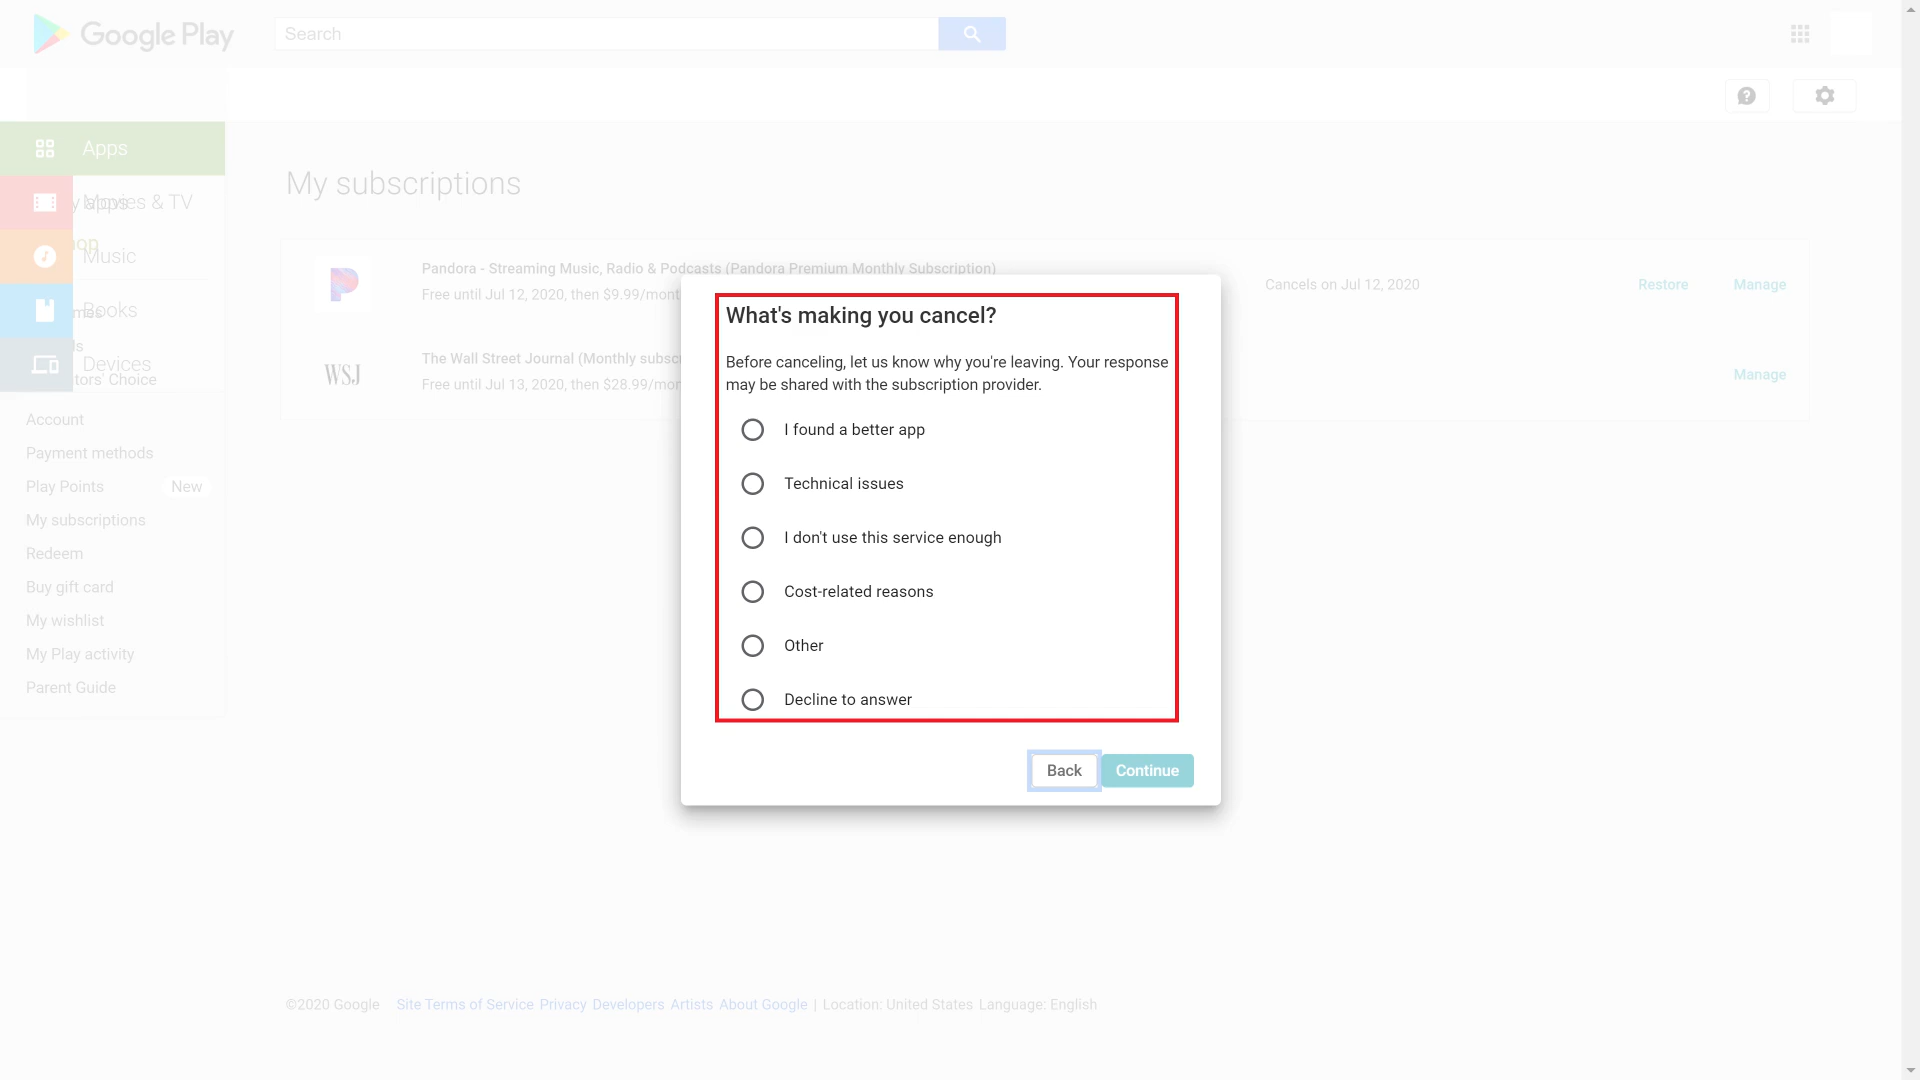 Google Play
Search
Apps
Movies & TV
Music
Books
Devices
Account
Payment methods
Play Points New
My subscriptions
Redeem
Buy gift card
My wishlist
My Play activity
Parent Guide
My subscriptions
Pandora - Streaming Music, Radio & Podcasts (Pandora Premium Monthly Subscription)
Free until Jul 12, 2020, then $9.99/mont
Cancels on Jul 12, 2020
Restore Manage
WSJ
The Wall Street Journal (Monthly subsc
Free until Jul 13, 2020, then $28.99/mon
Manage
What's making you cancel?
Before canceling, let us know why you're leaving. Your response
may be shared with the subscription provider.
I found a better app
Technical issues
I don't use this service enough
Cost-related reasons
Other
Decline to answer
Back Continue
©2020 Google Site Terms of Service Privacy Developers Artists About Google | Location: United States Language: English